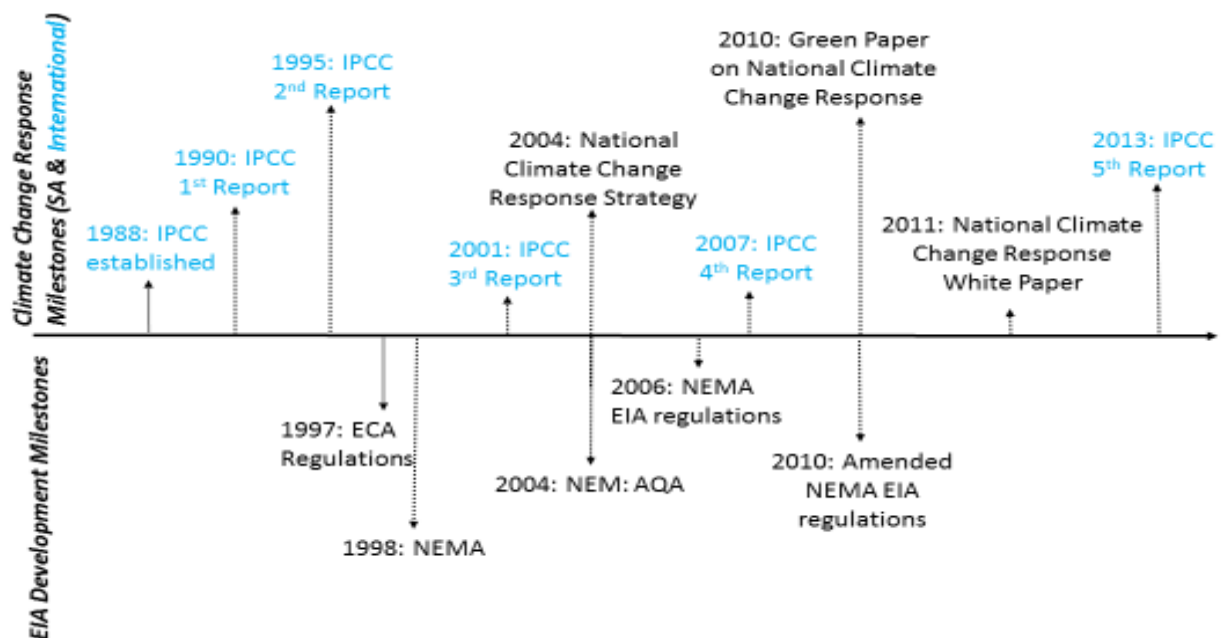 Climate Change Response
Milestones (SA & International)
1988: IPCC
established
1990: IPCC
1st Report
1995: IPCC
2nd Report
2001: IPCC
3rd Report
2004: National
Climate Change
Response Strategy
2007: IPCC
4th Report
2010: Green Paper
on National Climate
Change Response
2011: National Climate
Change Response
White Paper
2013: IPCC
5th Report
EIA Development Milestones
1997: ECA
Regulations
1998: NEMA
2004: NEM: AQA
2006: NEMA
EIA regulations
2010: Amended
NEMA EIA
regulations